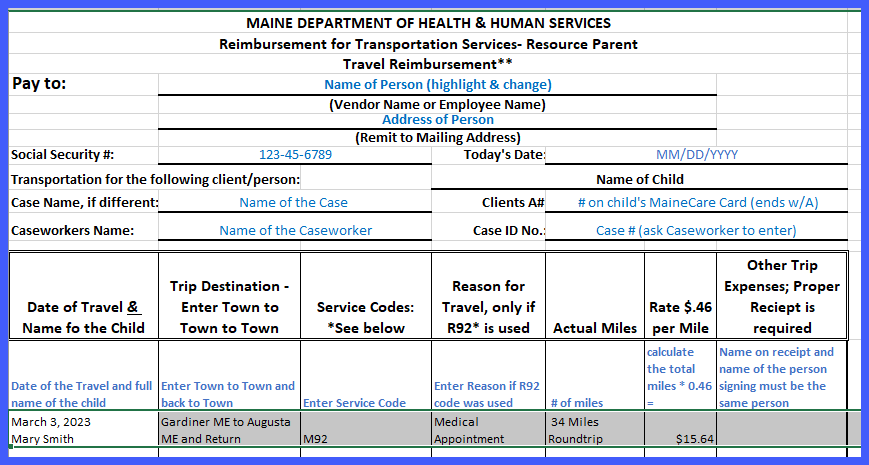 MAINE DEPARTMENT OF HEALTH & HUMAN SERVICES
Reimbursement for Transportation Services- Resource Parent
Travel Reimbursement**
Pay to: Name of Person (highlight & change)
(Vendor Name or Employee Name)
Address of Person
(Remit to Mailing Address)
Social Security #: 123-45-6789 Today's Date: MM/DD/YYYY
Transportation for the following client/person: Name of Child
Case Name, if different: Name of the Case Clients A# # on child's MaineCare Card (ends w/A)
Caseworkers Name: Name of the Caseworker Case ID No.: Case # (ask Caseworker to enter)
Date of Travel &
Name fo the Child
Trip Destination -
Enter Town to
Town to Town
Service Codes:
*See below
Reason for
Travel, only if
R92* is used
Actual Miles
Rate $.46
per Mile
Other Trip
Expenses; Proper
Reciept is
required
Date of the Travel and full
name of the child
Enter Town to Town and
back to Town
Enter Service Code
Enter Reason if R92
code was used
# of miles
calculate
the total
miles * 0.46
=
Name on receipt and
name of the person
signing must be the
same person
March 3, 2023
Mary Smith
Gardiner ME to Augusta
ME and Return
M92
Medical
Appointment
34 Miles
Roundtrip
$15.64